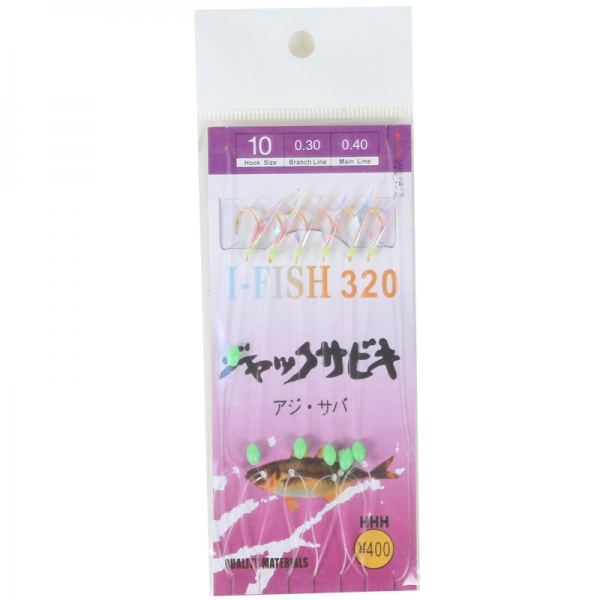 10 0.30 0.40
Hook Size Branch Line Main Line
I-FISH 320
ジャックサビキ
アジ・サバ
HHH
¥400
QUALITY MATERIALS